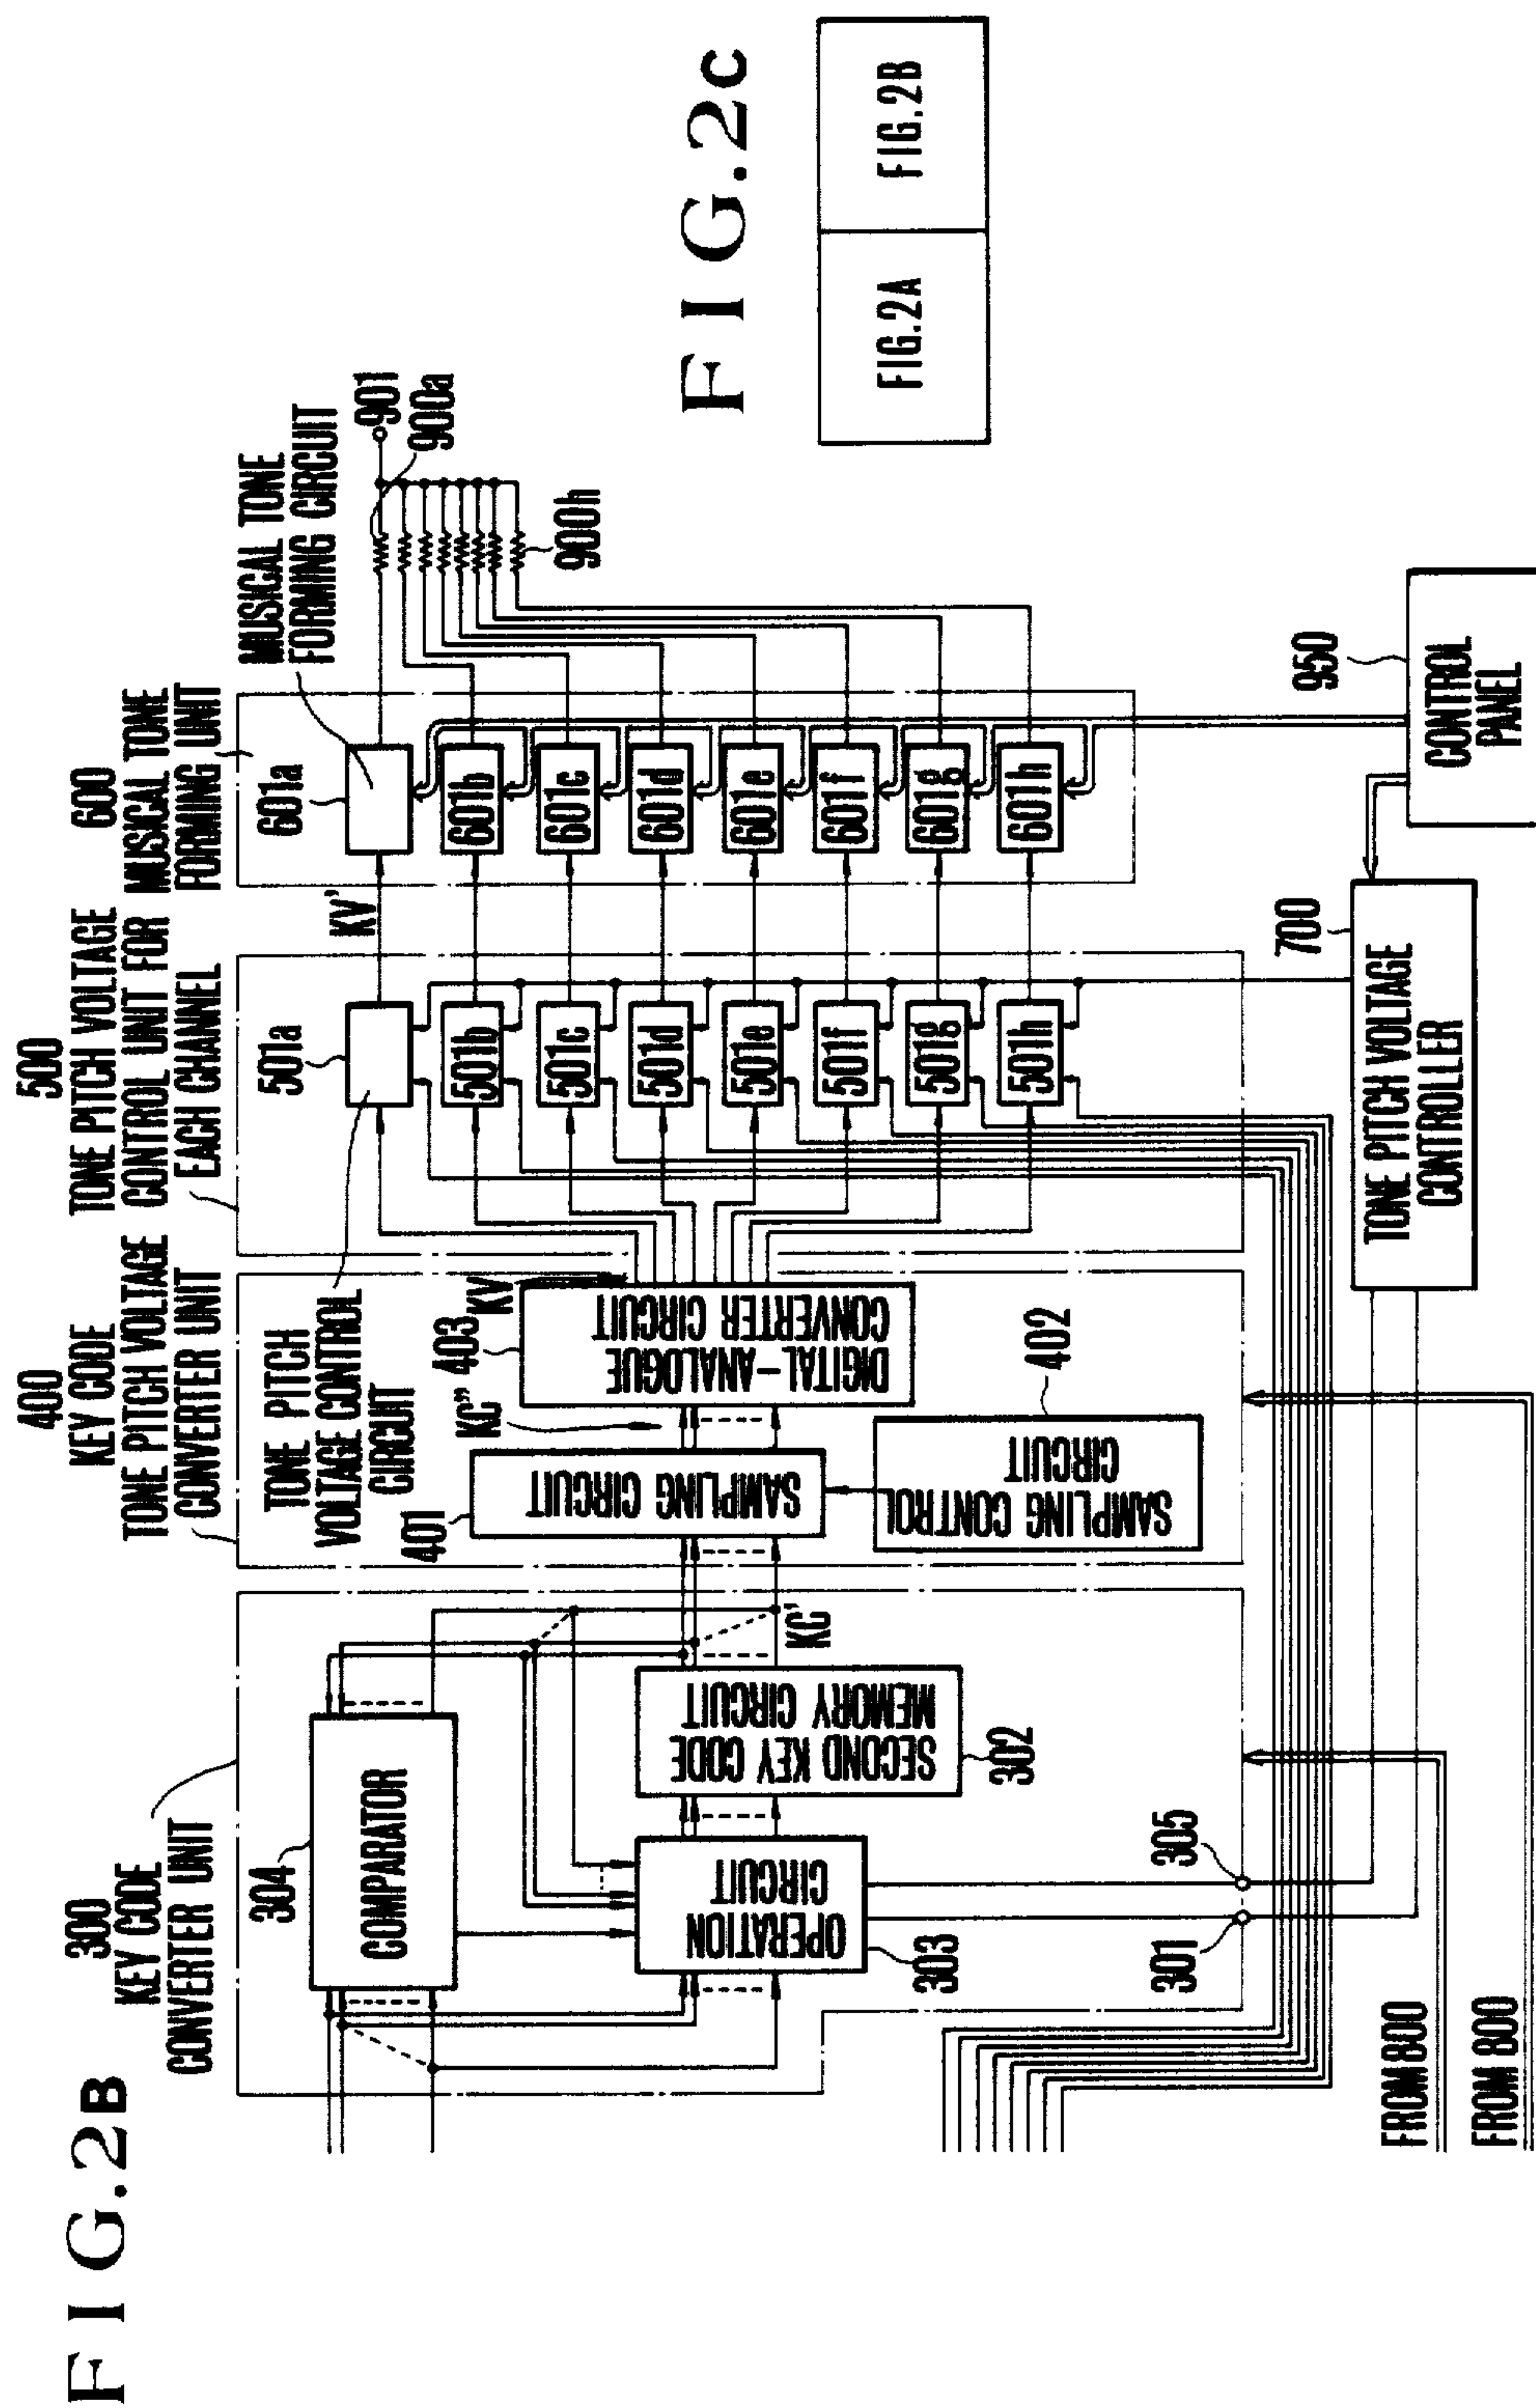 FIG.2B
300
KEY CODE
CONVERTER UNIT
304
COMPARATOR
OPERATION
CIRCUIT
303
SECOND KEY CODE
MEMORY CIRCUIT
302
KC'
301
305
400
KEY CODE
TONE PITCH VOLTAGE
CONVERTER UNIT
TONE PITCH
VOLTAGE CONTROL
CIRCUIT
401
SAMPLING CIRCUIT
KC"
403
KV
DIGITAL-ANALOGUE
CONVERTER CIRCUIT
SAMPLING CONTROL
CIRCUIT
402
500
TONE PITCH VOLTAGE
CONTROL UNIT FOR
EACH CHANNEL
501a
501b
501c
501d
501e
501f
501g
501h
KV'
600
MUSICAL TONE
FORMING UNIT
601a
601b
601c
601d
601e
601f
601g
601h
MUSICAL TONE
FORMING CIRCUIT
901
900a
900h
700
TONE PITCH VOLTAGE
CONTROLLER
950
CONTROL
PANEL
FROM 800
FROM 800
FIG.2C
FIG.2A
FIG.2B